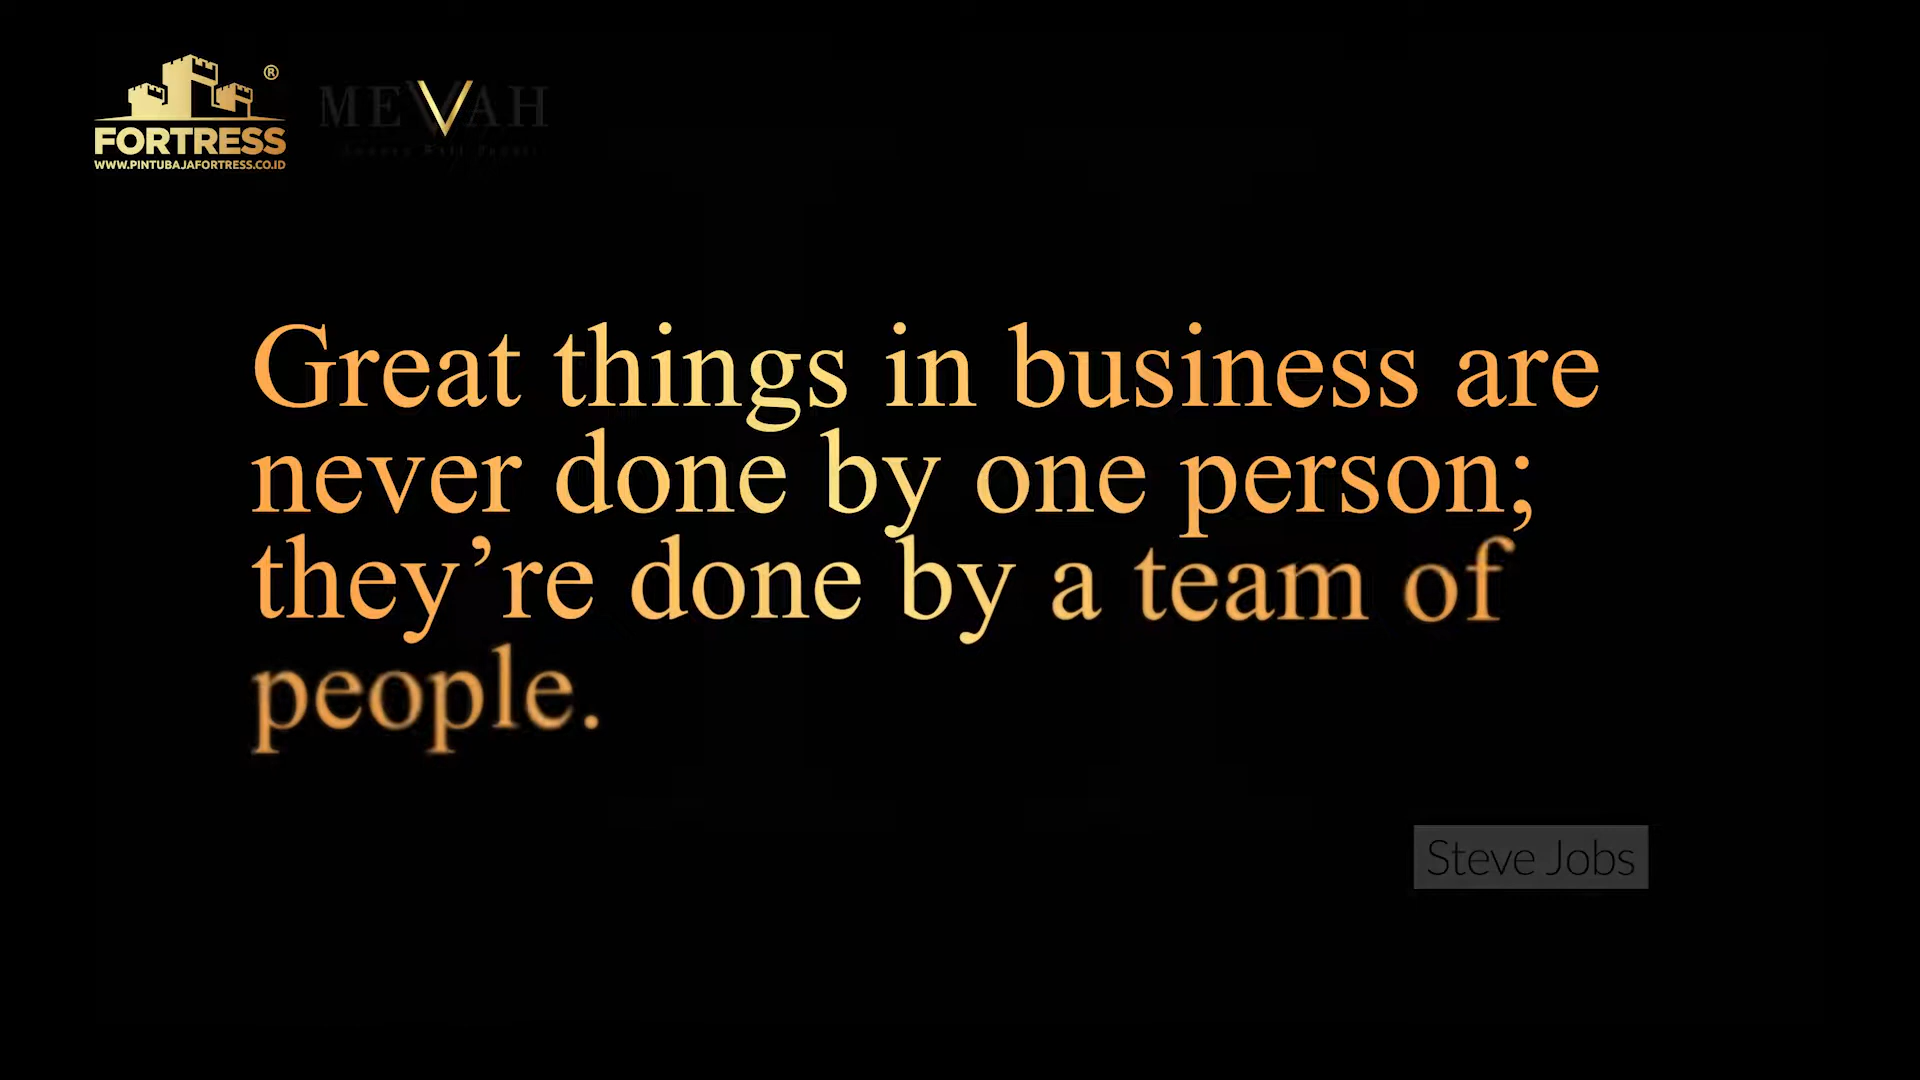 FORTRESS
®
WWW.PINTUBAJAFORTRESS.CO.ID
MEVAH
Great things in business are
never done by one person;
they’re done by a team of
people.
Steve Jobs